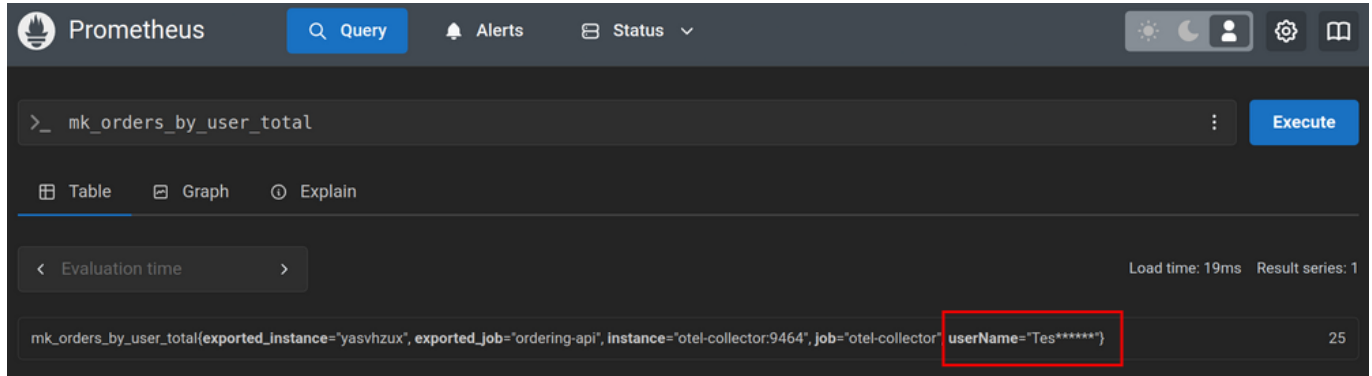 Prometheus Query Alerts Status
>_ mk_orders_by_user_total Execute
Table Graph Explain
Evaluation time Load time: 19ms Result series: 1
mk_orders_by_user_total{exported_instance="yasvhzux", exported_job="ordering-api", instance="otel-collector:9464", job="otel-collector" userName="Tes******"} 25